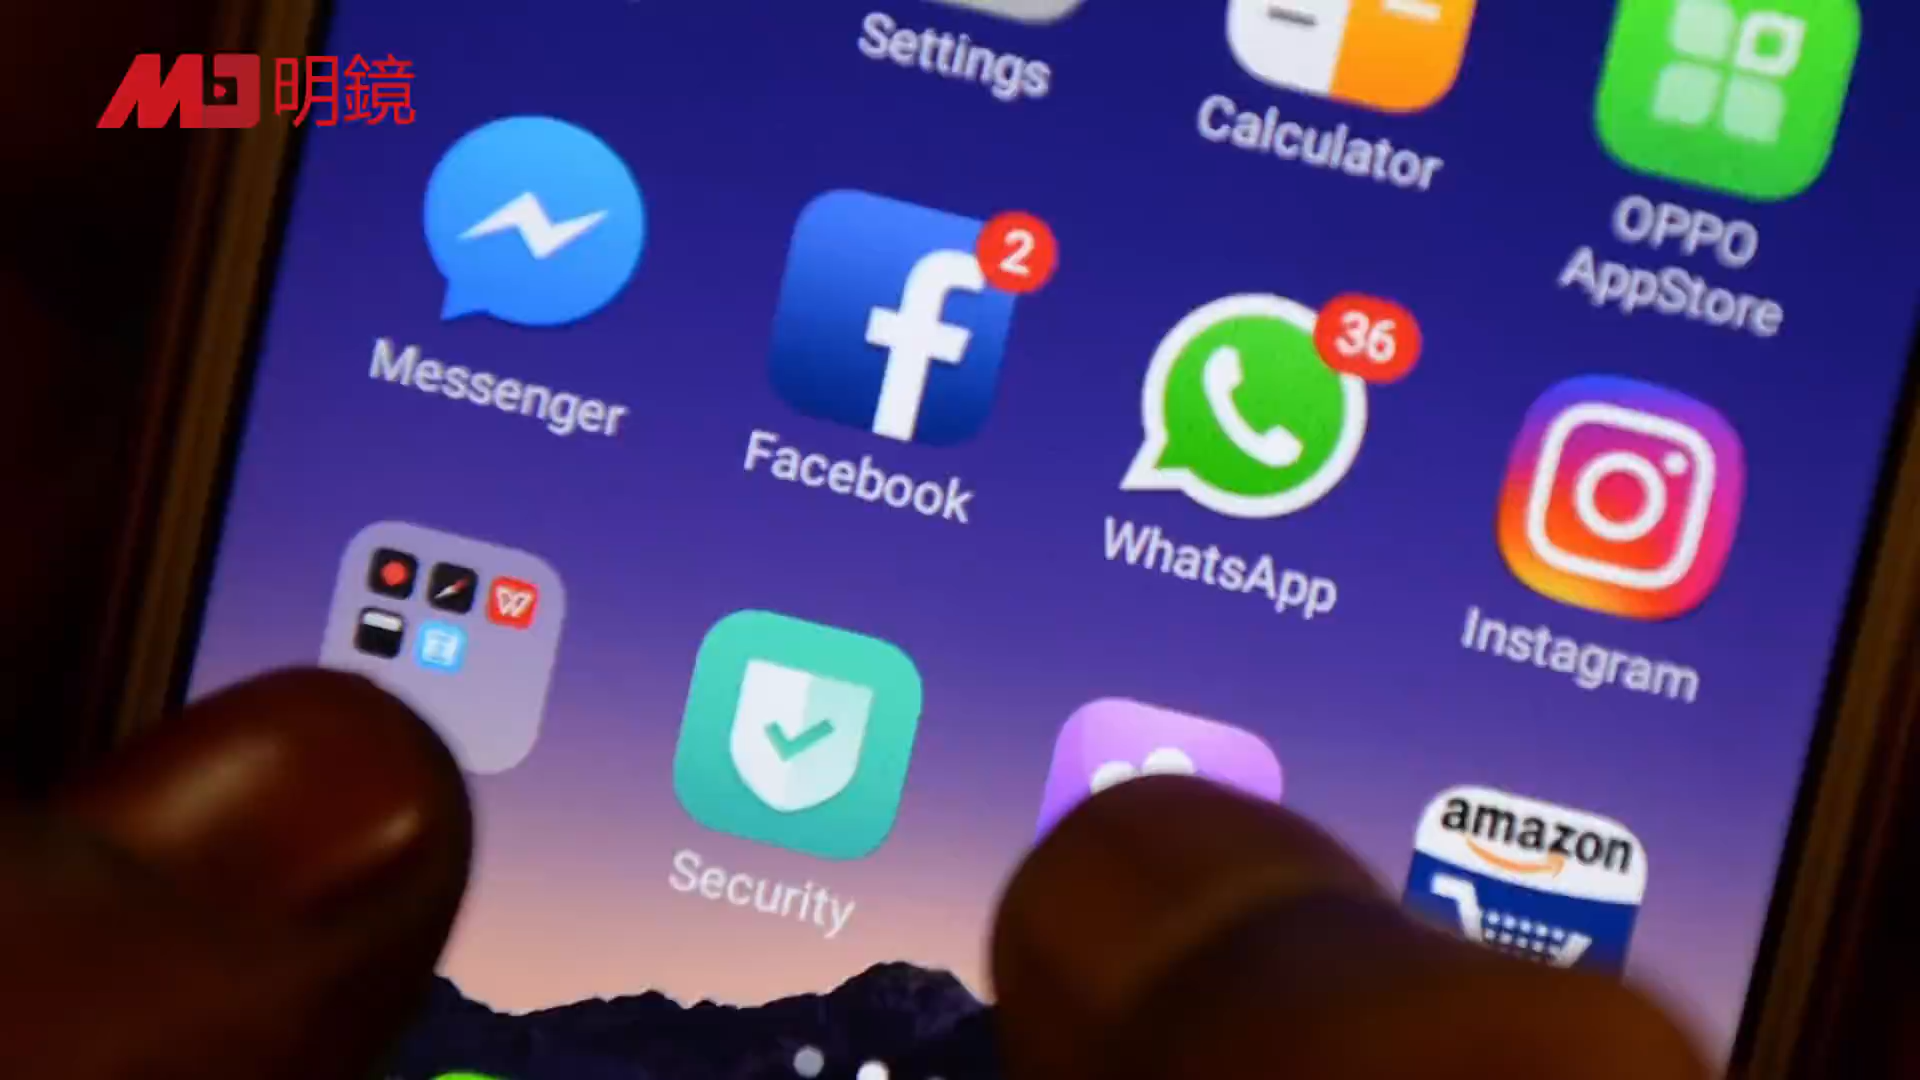 明鏡
Settings
Calculator
OPPO
AppStore
Messenger
2
Facebook
36
WhatsApp
Instagram
Security
amazon